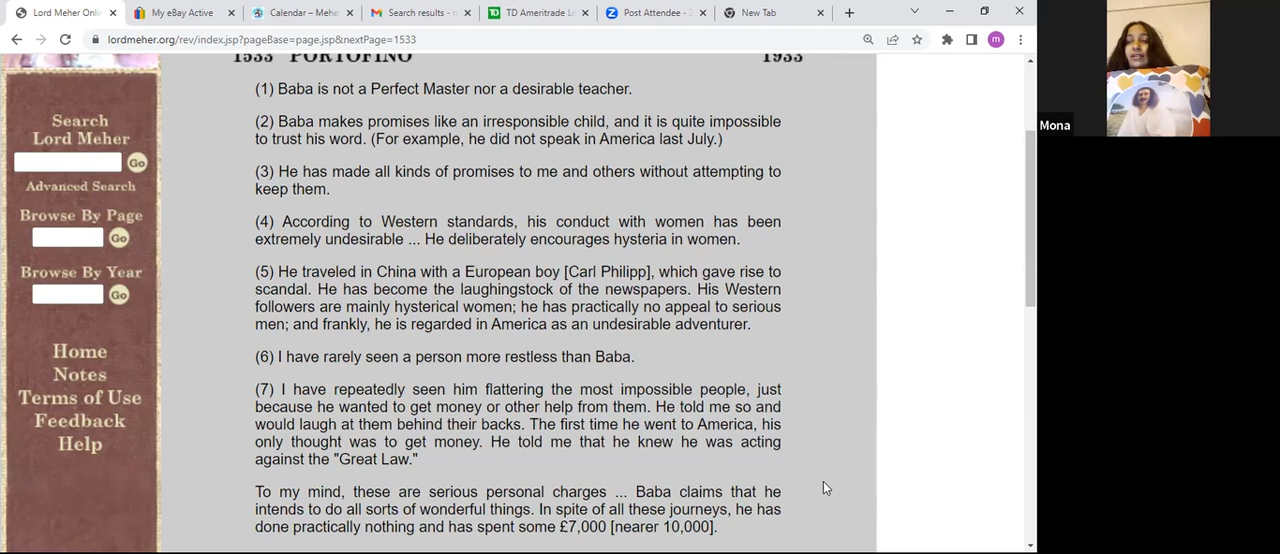 Lord Meher Onli
My eBay Active
Calendar – Mehe
Search results -
TD Ameritrade L
Post Attendee -
New Tab
lordmeher.org/rev/index.jsp?pageBase=page.jsp&nextPage=1533
m
1533 PORTOFINO 1933
Search
Lord Meher
Go
Advanced Search
Browse By Page
Go
Browse By Year
Go
Home
Notes
Terms of Use
Feedback
Help
(1) Baba is not a Perfect Master nor a desirable teacher.
(2) Baba makes promises like an irresponsible child, and it is quite impossible
to trust his word. (For example, he did not speak in America last July.)
(3) He has made all kinds of promises to me and others without attempting to
keep them.
(4) According to Western standards, his conduct with women has been
extremely undesirable ... He deliberately encourages hysteria in women.
(5) He traveled in China with a European boy [Carl Philipp], which gave rise to
scandal. He has become the laughingstock of the newspapers. His Western
followers are mainly hysterical women; he has practically no appeal to serious
men; and frankly, he is regarded in America as an undesirable adventurer.
(6) I have rarely seen a person more restless than Baba.
(7) I have repeatedly seen him flattering the most impossible people, just
because he wanted to get money or other help from them. He told me so and
would laugh at them behind their backs. The first time he went to America, his
only thought was to get money. He told me that he knew he was acting
against the "Great Law."
To my mind, these are serious personal charges ... Baba claims that he
intends to do all sorts of wonderful things. In spite of all these journeys, he has
done practically nothing and has spent some £7,000 [nearer 10,000].
Mona